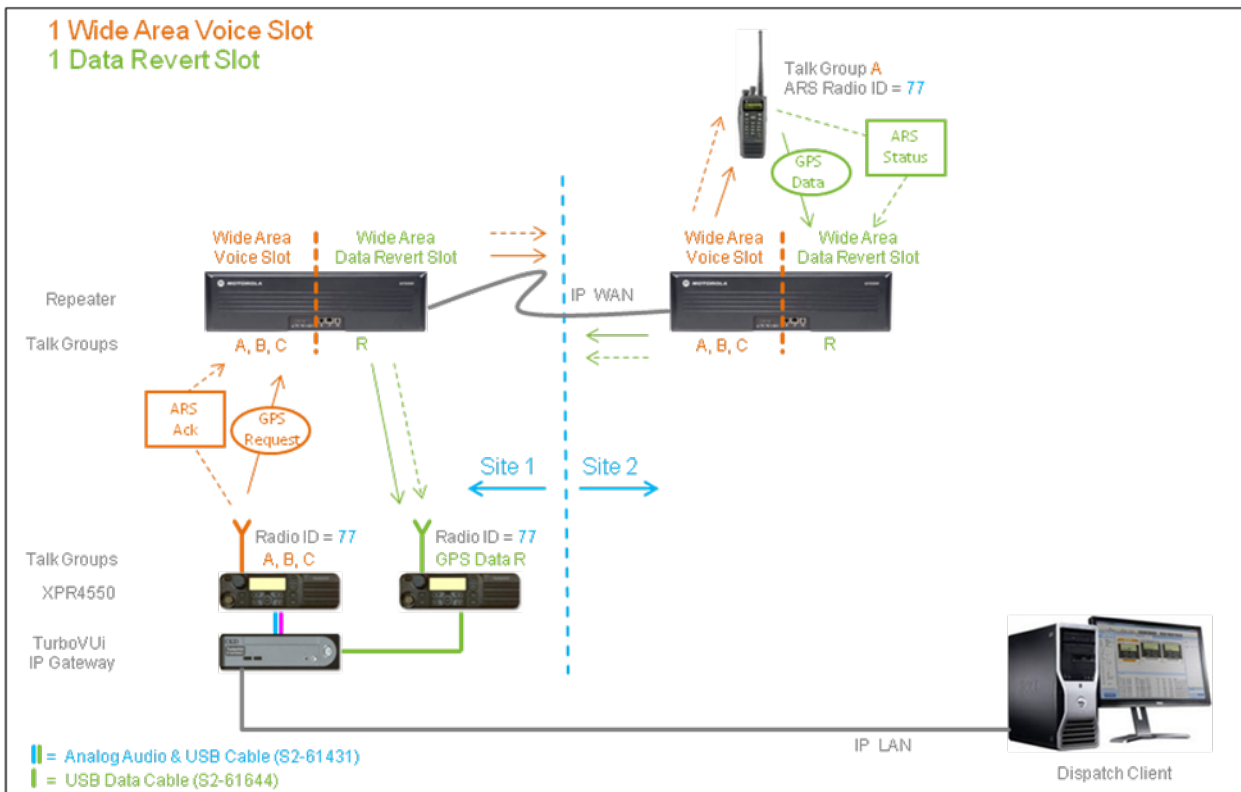 1 Wide Area Voice Slot
1 Data Revert Slot
Talk Group A
ARS Radio ID = 77
ARS
Status
GPS
Data
Wide Area
Voice Slot
Wide Area
Data Revert Slot
Wide Area
Voice Slot
Wide Area
Data Revert Slot
Repeater
MOTOROLA
IP WAN
MOTOROLA
Talk Groups
A, B, C
R
A, B, C
R
ARS
Ack
GPS
Request
Site 1
Site 2
Radio ID = 77
Radio ID = 77
Talk Groups
A, B, C
GPS Data R
XPR4550
TurboVUi
IP Gateway
IP LAN
Dispatch Client
= Analog Audio & USB Cable (S2-61431)
= USB Data Cable (S2-61644)